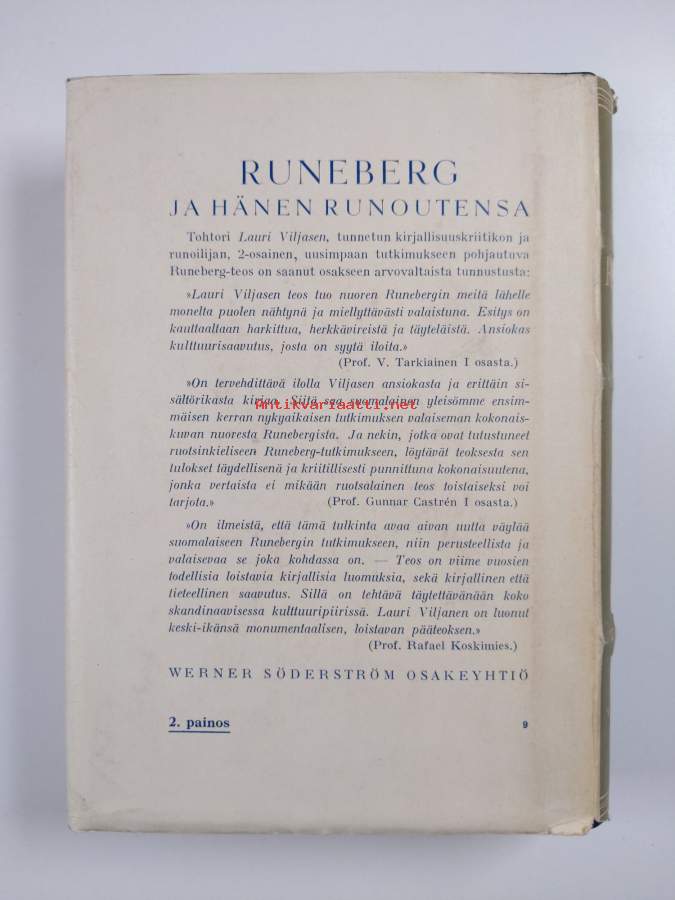 RUNEBERG
JA HÄNEN RUNOUTENSA
Tohtori Lauri Viljasen, tunnetun kirjallisuuskriitikon ja
runoilijan, 2-osainen, uusimpaan tutkimukseen pohjautuva
Runeberg-teos on saanut osakseen arvovaltaista tunnustusta:
»Lauri Viljasen teos tuo nuoren Runebergin meitä lähelle
monelta puolen nähtynä ja miellyttävästi valaistuna. Esitys on
kauttaaltaan harkittua, herkkävireistä ja täyteläistä. Ansiokas
kulttuurisaavutus, josta on syytä iloita.»
(Prof. V. Tarkiainen I osasta.)
»On tervehdittävä ilolla Viljasen ansiokasta ja erittäin si-
sältörikasta kirjaa. Siitä saa suomalainen yleisömme ensim-
Antikvariaatti.net
mäisen kerran nykyaikaisen tutkimuksen valaiseman kokonais-
kuvan nuoresta Runebergista. Ja nekin, jotka ovat tutustuneet
ruotsinkieliseen Runeberg-tutkimukseen, löytävät teoksesta sen
tulokset täydellisenä ja kriitillisesti punnittuna kokonaisuutena,
jonka vertaista ei mikään ruotsalainen teos toistaiseksi voi
tarjota.» (Prof. Gunnar Castrén I osasta.)
»On ilmeistä, että tämä tulkinta avaa aivan uutta väylää
suomalaiseen Runebergin tutkimukseen, niin perusteellista ja
valaisevaa se joka kohdassa on. — Teos on viime vuosien
todellisia loistavia kirjallisia luomuksia, sekä kirjallinen että
tieteellinen saavutus. Sillä on tehtävä täytettävänään koko
skandinaavisessa kulttuuripiirissä. Lauri Viljanen on luonut
keski-ikänsä monumentaalisen, loistavan pääteoksen.»
(Prof. Rafael Koskimies.)
WERNER SÖDERSTRÖM OSAKEYHTIÖ
2. painos 9